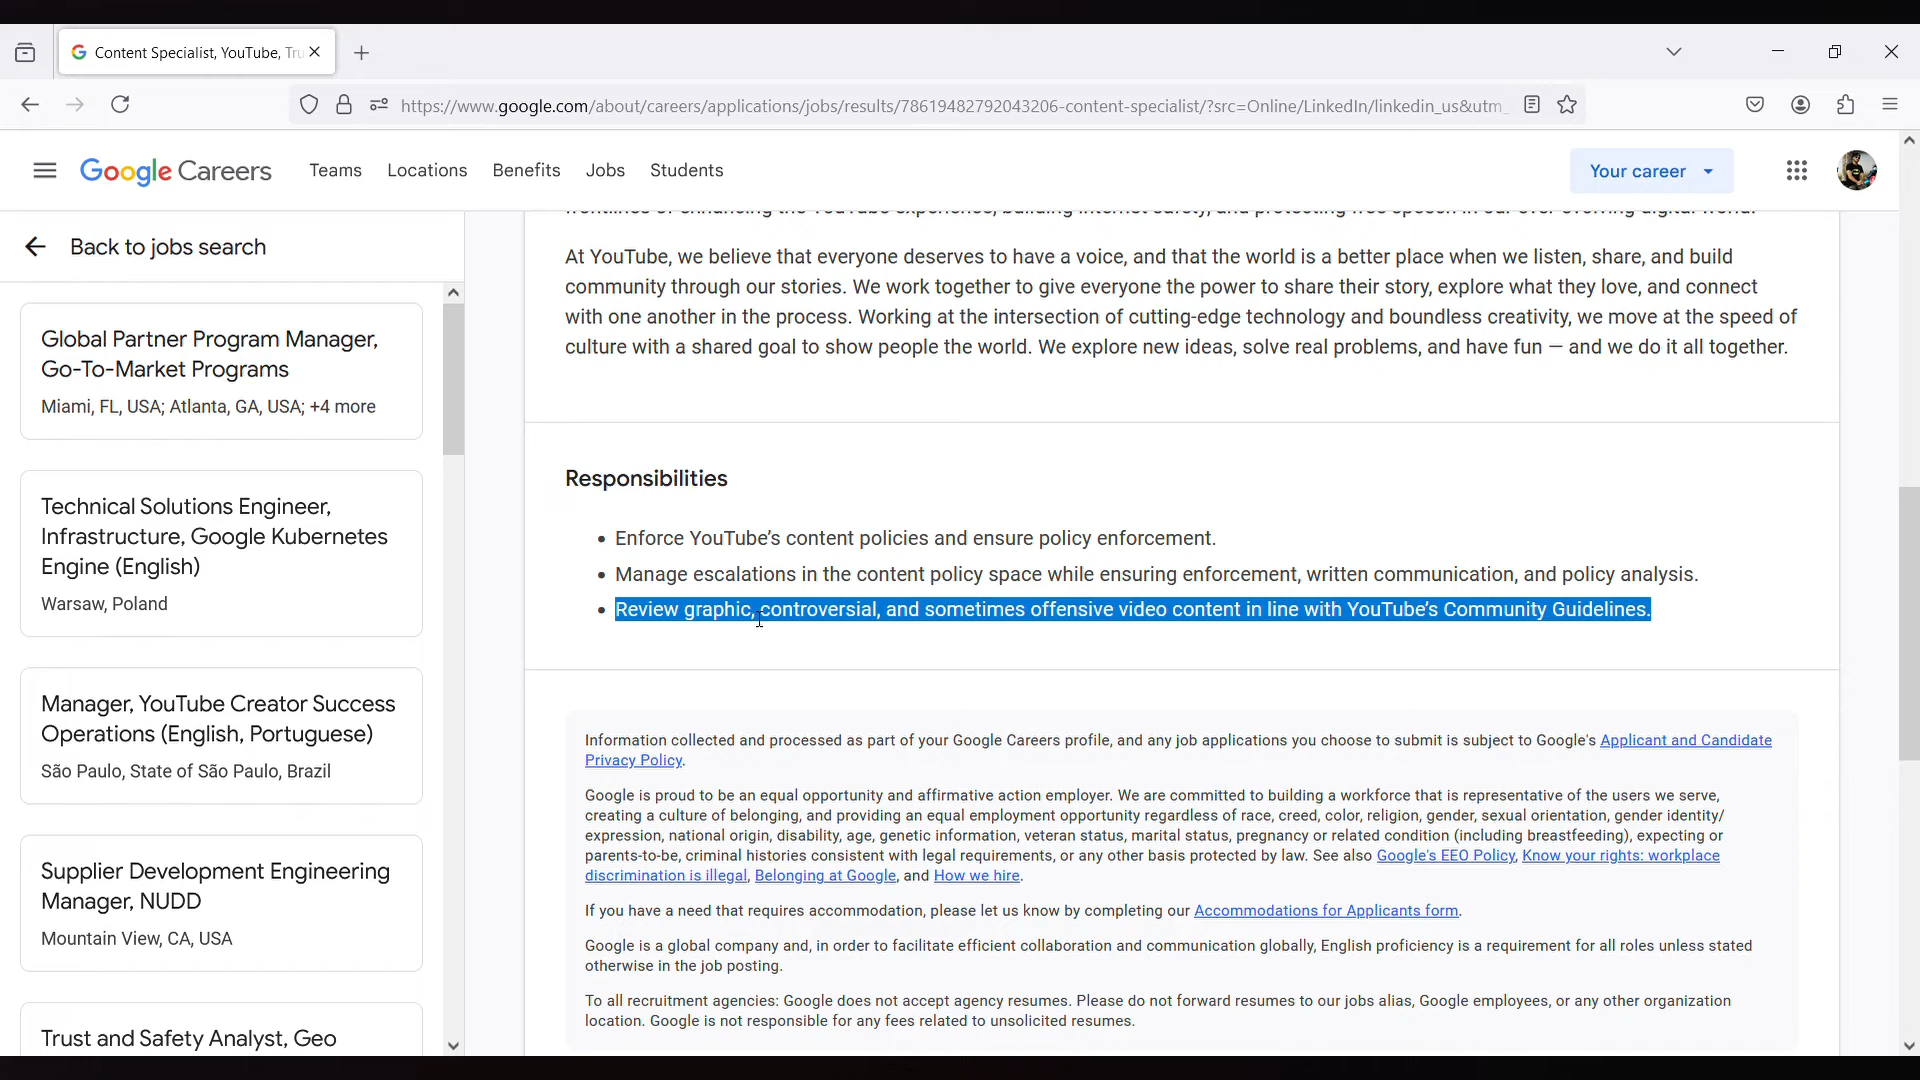 Content Specialist, YouTube, Tru
https://www.google.com/about/careers/applications/jobs/results/78619482792043206-content-specialist/?src=Online/LinkedIn/linkedin_us&utm_
Google Careers
Teams
Locations
Benefits
Jobs
Students
Your career
Back to jobs search
Global Partner Program Manager,
Go-To-Market Programs
Miami, FL, USA; Atlanta, GA, USA; +4 more
Technical Solutions Engineer,
Infrastructure, Google Kubernetes
Engine (English)
Warsaw, Poland
Manager, YouTube Creator Success
Operations (English, Portuguese)
São Paulo, State of São Paulo, Brazil
Supplier Development Engineering
Manager, NUDD
Mountain View, CA, USA
Trust and Safety Analyst, Geo
frontlines of enhancing the YouTube experience, building internet safety, and protecting free speech in our ever-evolving digital world.
At YouTube, we believe that everyone deserves to have a voice, and that the world is a better place when we listen, share, and build
community through our stories. We work together to give everyone the power to share their story, explore what they love, and connect
with one another in the process. Working at the intersection of cutting-edge technology and boundless creativity, we move at the speed of
culture with a shared goal to show people the world. We explore new ideas, solve real problems, and have fun — and we do it all together.
Responsibilities
• Enforce YouTube’s content policies and ensure policy enforcement.
• Manage escalations in the content policy space while ensuring enforcement, written communication, and policy analysis.
• Review graphic, controversial, and sometimes offensive video content in line with YouTube’s Community Guidelines.
Information collected and processed as part of your Google Careers profile, and any job applications you choose to submit is subject to Google's Applicant and Candidate
Privacy Policy.
Google is proud to be an equal opportunity and affirmative action employer. We are committed to building a workforce that is representative of the users we serve,
creating a culture of belonging, and providing an equal employment opportunity regardless of race, creed, color, religion, gender, sexual orientation, gender identity/
expression, national origin, disability, age, genetic information, veteran status, marital status, pregnancy or related condition (including breastfeeding), expecting or
parents-to-be, criminal histories consistent with legal requirements, or any other basis protected by law. See also Google's EEO Policy, Know your rights: workplace
discrimination is illegal, Belonging at Google, and How we hire.
If you have a need that requires accommodation, please let us know by completing our Accommodations for Applicants form.
Google is a global company and, in order to facilitate efficient collaboration and communication globally, English proficiency is a requirement for all roles unless stated
otherwise in the job posting.
To all recruitment agencies: Google does not accept agency resumes. Please do not forward resumes to our jobs alias, Google employees, or any other organization
location. Google is not responsible for any fees related to unsolicited resumes.